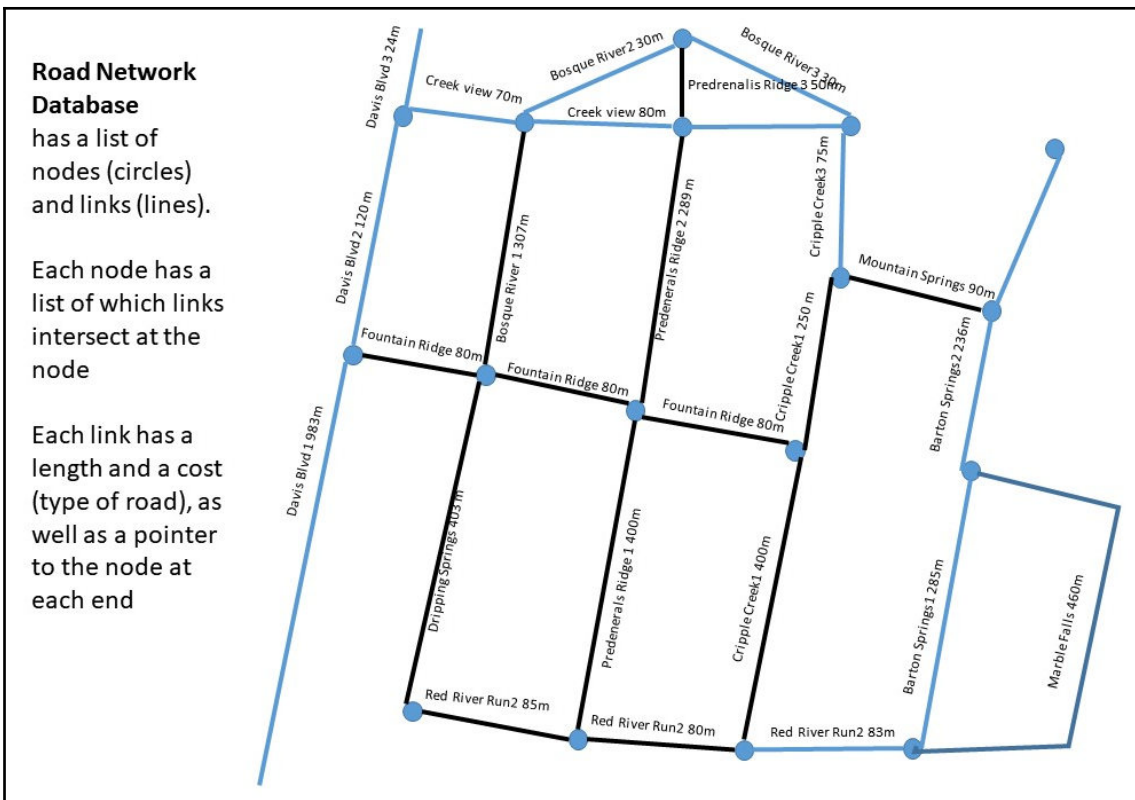 Road Network
Database
has a list of
nodes (circles)
and links (lines).
Each node has a
list of which links
intersect at the
node
Each link has a
length and a cost
(type of road), as
well as a pointer
to the node at
each end
Davis Blvd 3 24m
Creek view 70m
Bosque River2 30m
Bosque River3 30m
Predrenalis Ridge 3 50m
Creek view 80m
Davis Blvd 2 120 m
Bosque River 1 307m
Predenerals Ridge 2 289 m
Cripple Creek3 75m
Mountain Springs 90m
Cripple Creek1 250 m
Barton Springs2 236m
Fountain Ridge 80m
Fountain Ridge 80m
Fountain Ridge 80m
Davis Blvd 1 983m
Dripping Springs 403 m
Predenerals Ridge 1 400m
Cripple Creek1 400m
Barton Springs1 285m
Marble Falls 460m
Red River Run2 85m
Red River Run2 80m
Red River Run2 83m